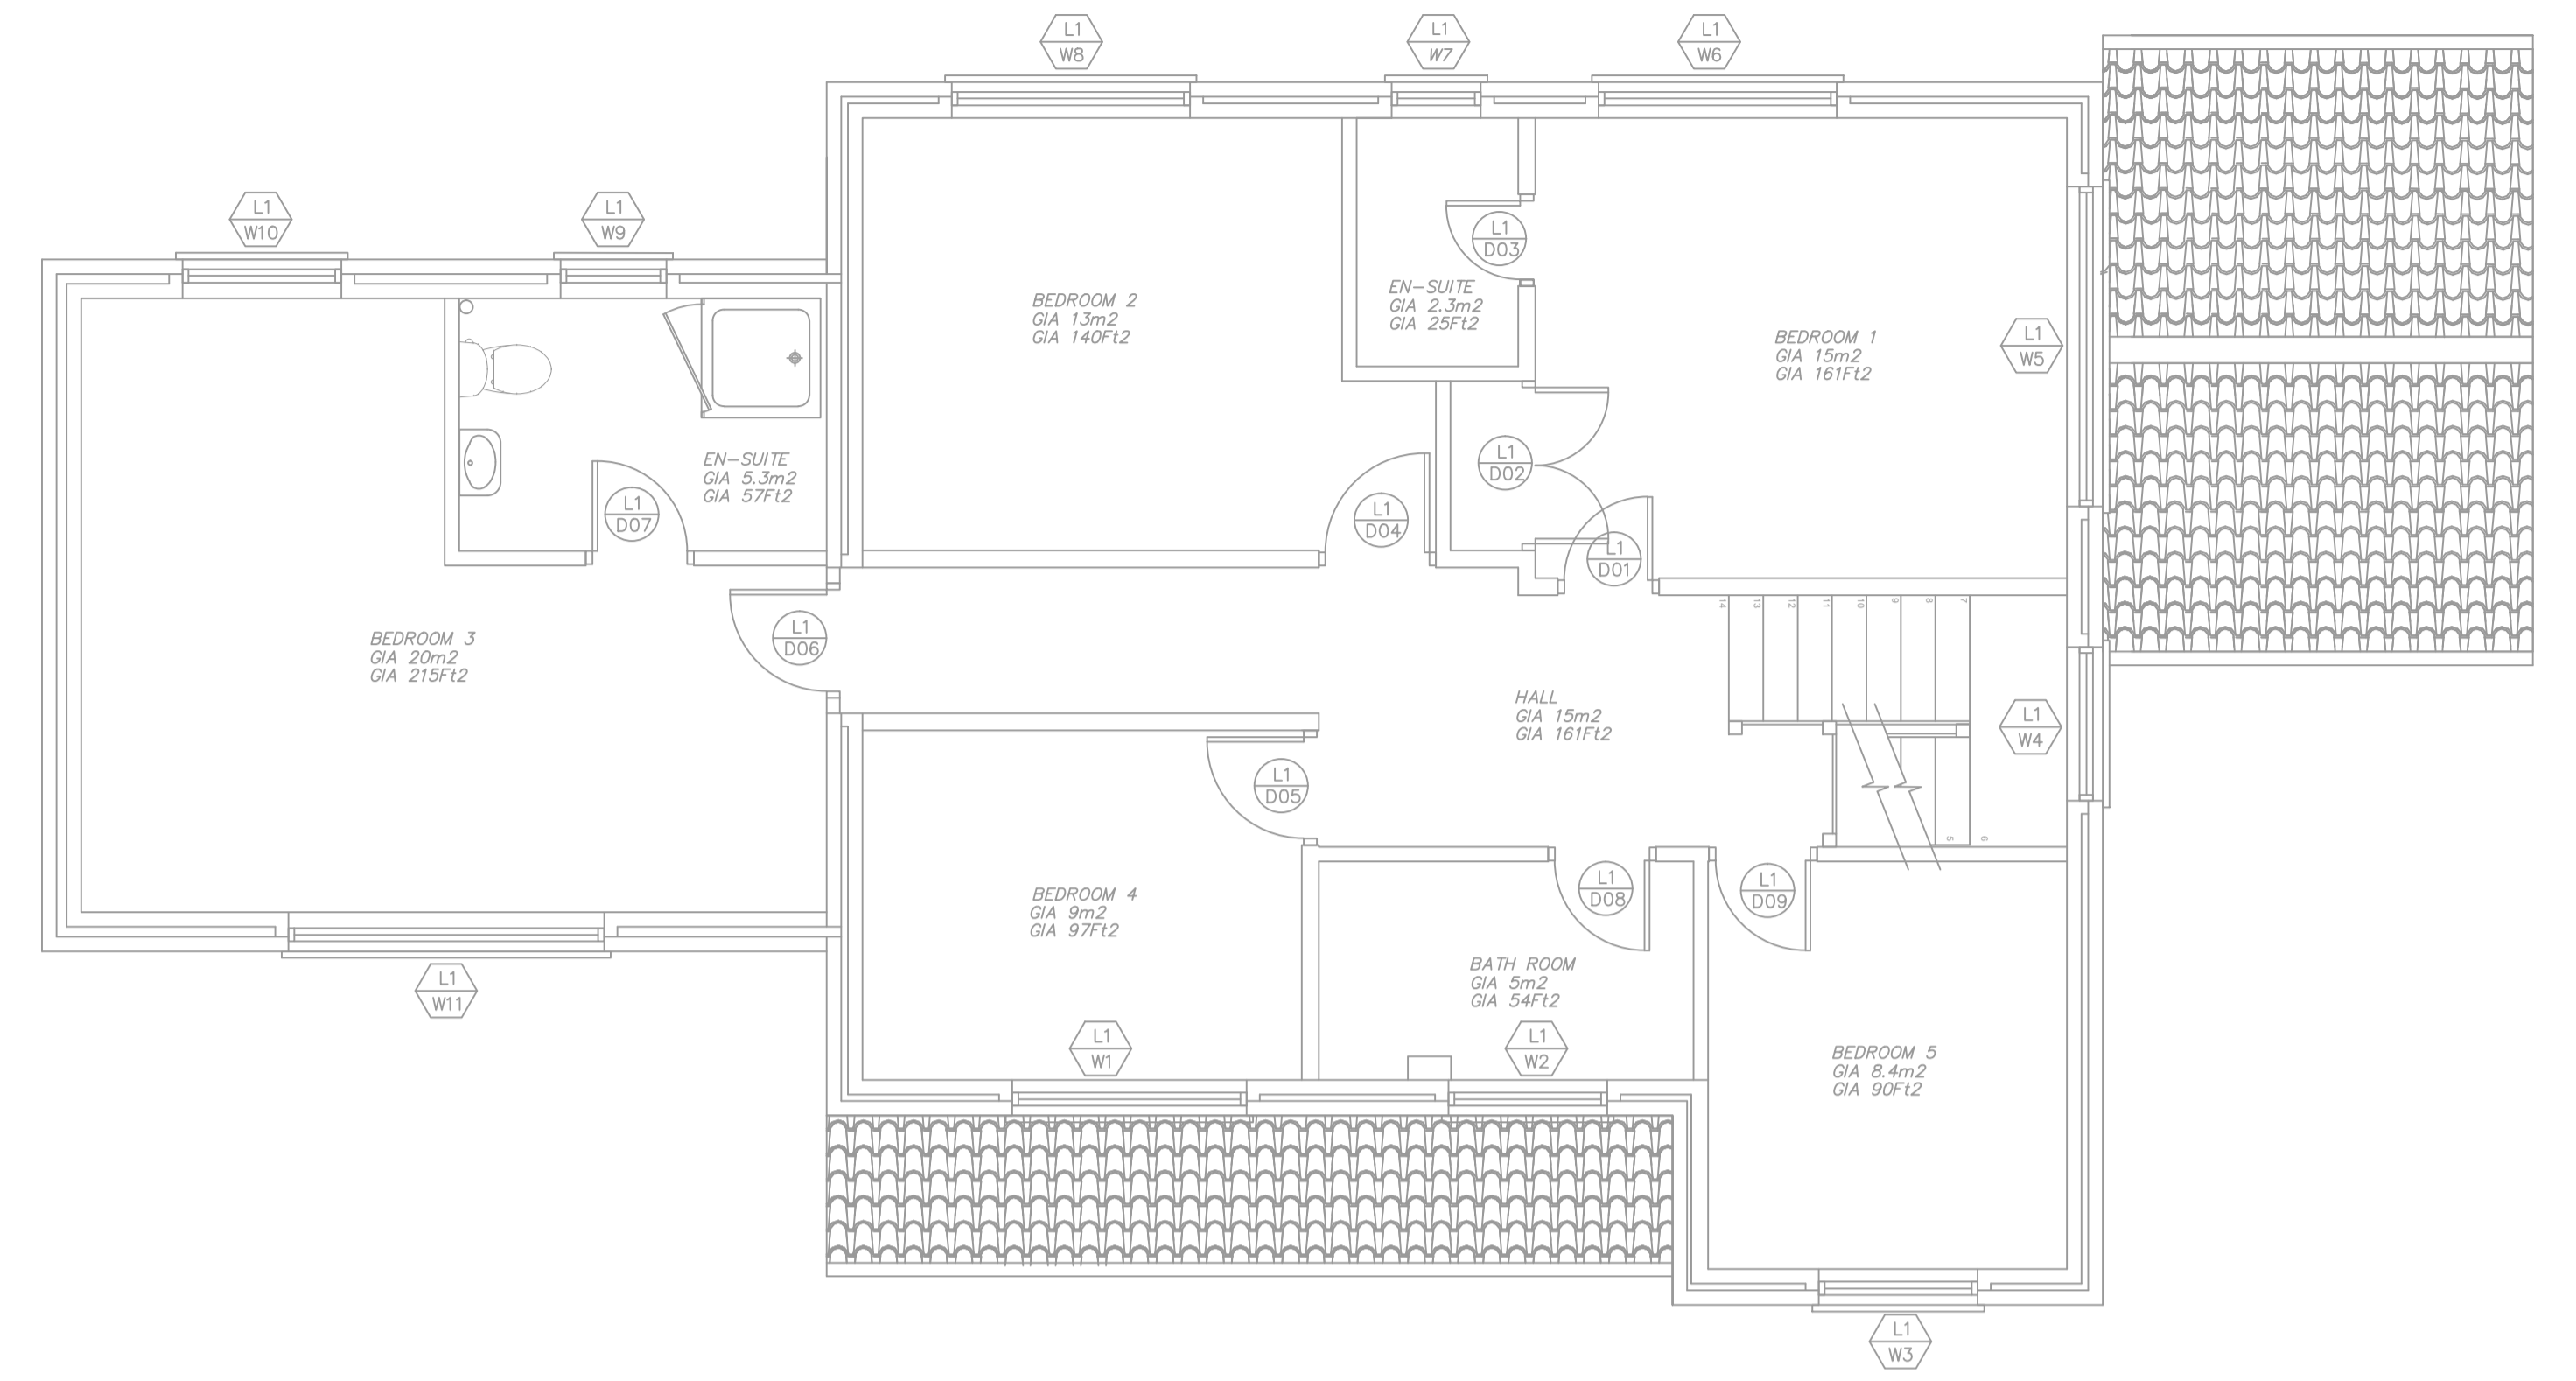 L1
W8
L1
W7
L1
W6
L1
W10
L1
W9
L1
D03
EN-SUITE
GIA 2.3m2
GIA 25Ft2
BEDROOM 2
GIA 13m2
GIA 140Ft2
BEDROOM 1
GIA 15m2
GIA 161Ft2
L1
W5
L1
D02
EN-SUITE
GIA 5.3m2
GIA 57Ft2
L1
D07
L1
D04
L1
D01
14
13
12
11
10
9
8
7
L1
D06
BEDROOM 3
GIA 20m2
GIA 215Ft2
HALL
GIA 15m2
GIA 161Ft2
L1
W4
L1
D05
5
6
L1
D08
L1
D09
BEDROOM 4
GIA 9m2
GIA 97Ft2
L1
W11
BATH ROOM
GIA 5m2
GIA 54Ft2
L1
W1
L1
W2
BEDROOM 5
GIA 8.4m2
GIA 90Ft2
L1
W3